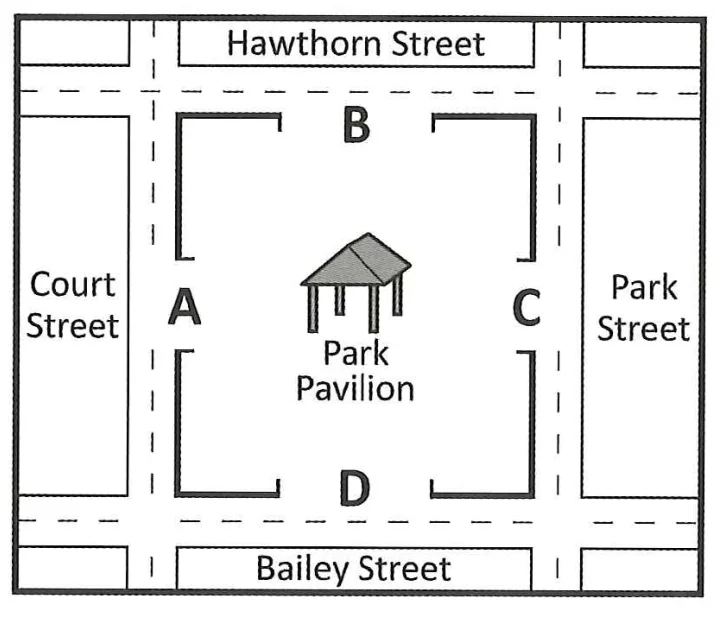 Hawthorn Street
B
Court
Street
A
C
Park
Street
Park
Pavilion
D
Bailey Street